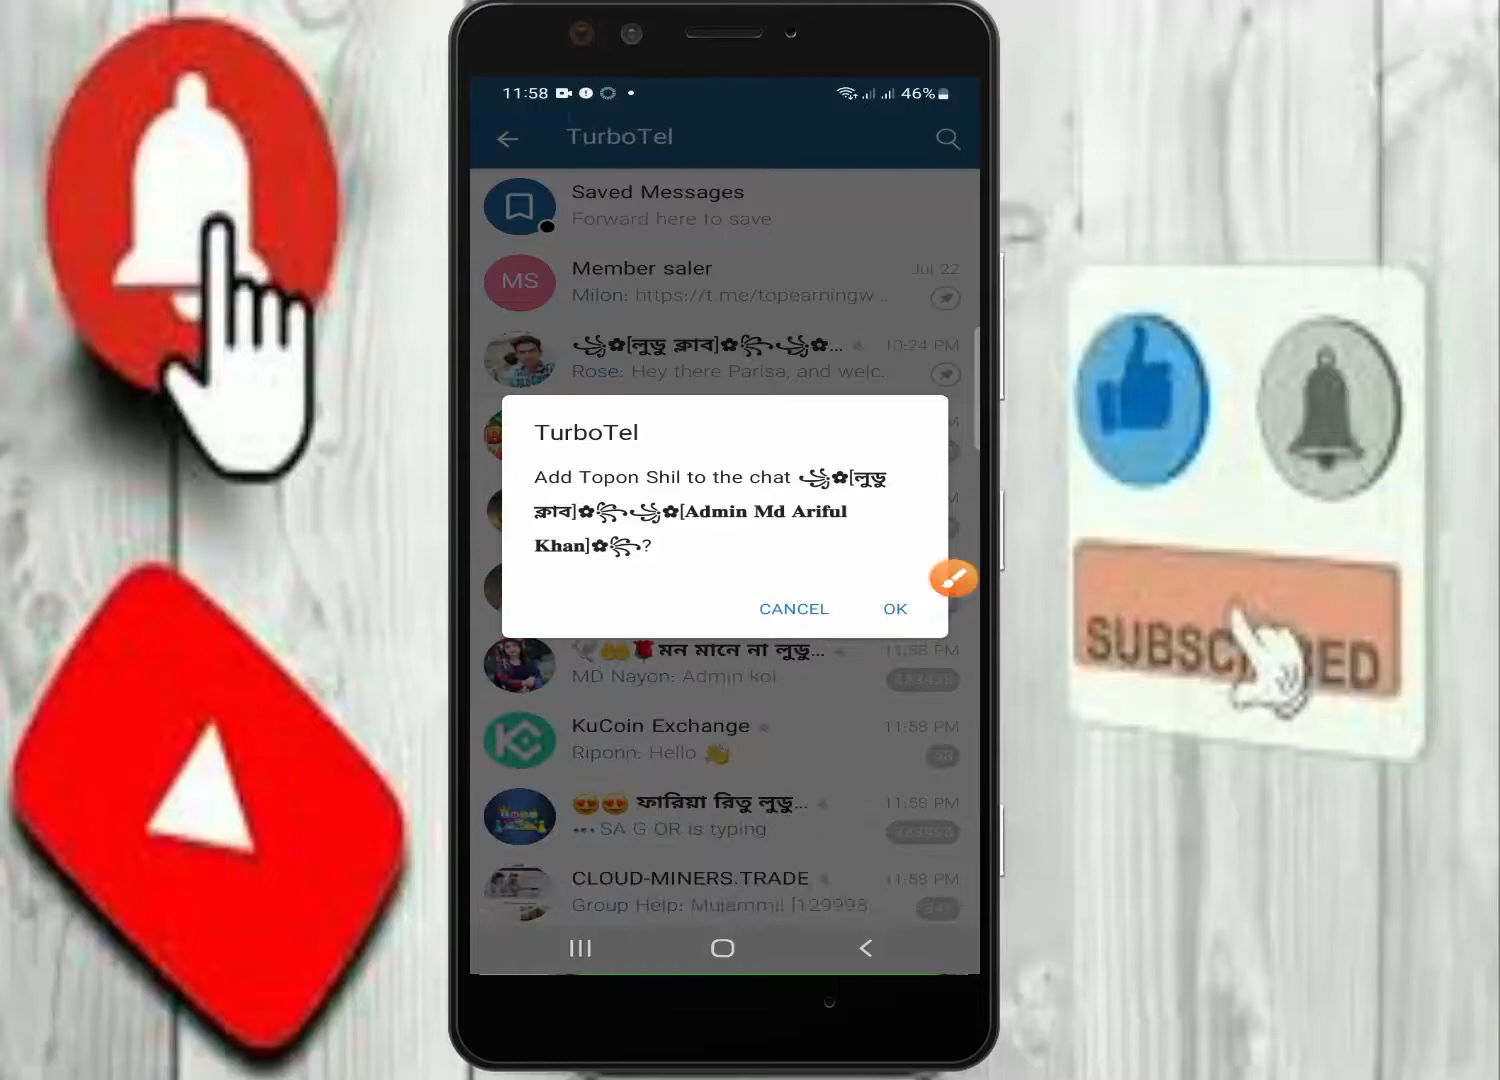 11:58
46%
TurboTel
Saved Messages
Forward here to save
Member saler
Jul 22
MS
Milon: https://t.me/topearningw ..
꧁✿[লুডু ক্লাব]✿꧂꧁✿...
10:24 PM
Rose: Hey there Parisa, and welc...
TurboTel
Add Topon Shil to the chat ꧁✿[লুডু
ক্লাব]✿꧂꧁✿[𝐀𝐝𝐦𝐢𝐧 𝐌𝐝 𝐀𝐫𝐢𝐟𝐮𝐥
𝐊𝐡𝐚𝐧]✿꧂?
CANCEL
OK
🕊🤲🌹মন মানে না লুডু...
11:58 PM
MD Nayon: Admin koi
KuCoin Exchange
11:58 PM
Riponn: Hello 👋
98
😍😍 ফারিয়া রিতু লুডু...
11:58 PM
SA G OR is typing
CLOUD-MINERS.TRADE
11:58 PM
Group Help: Mujammil [129998...
SUBSCRIBED